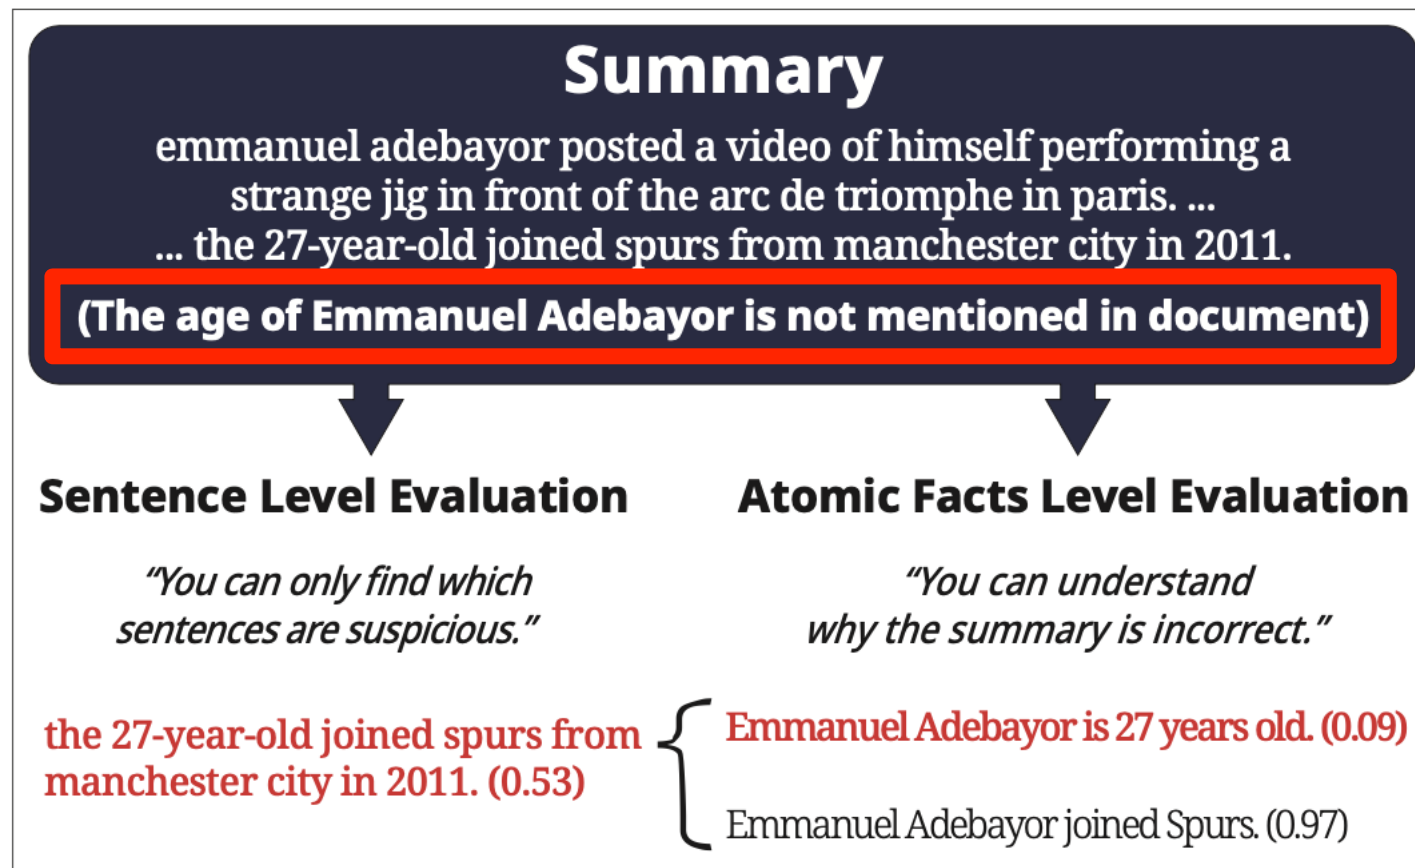 Summary
emmanuel adebayor posted a video of himself performing a
strange jig in front of the arc de triomphe in paris. ...
... the 27-year-old joined spurs from manchester city in 2011.
(The age of Emmanuel Adebayor is not mentioned in document)
Sentence Level Evaluation
“You can only find which
sentences are suspicious.”
the 27-year-old joined spurs from
manchester city in 2011. (0.53)
Atomic Facts Level Evaluation
“You can understand
why the summary is incorrect.”
Emmanuel Adebayor is 27 years old. (0.09)
Emmanuel Adebayor joined Spurs. (0.97)